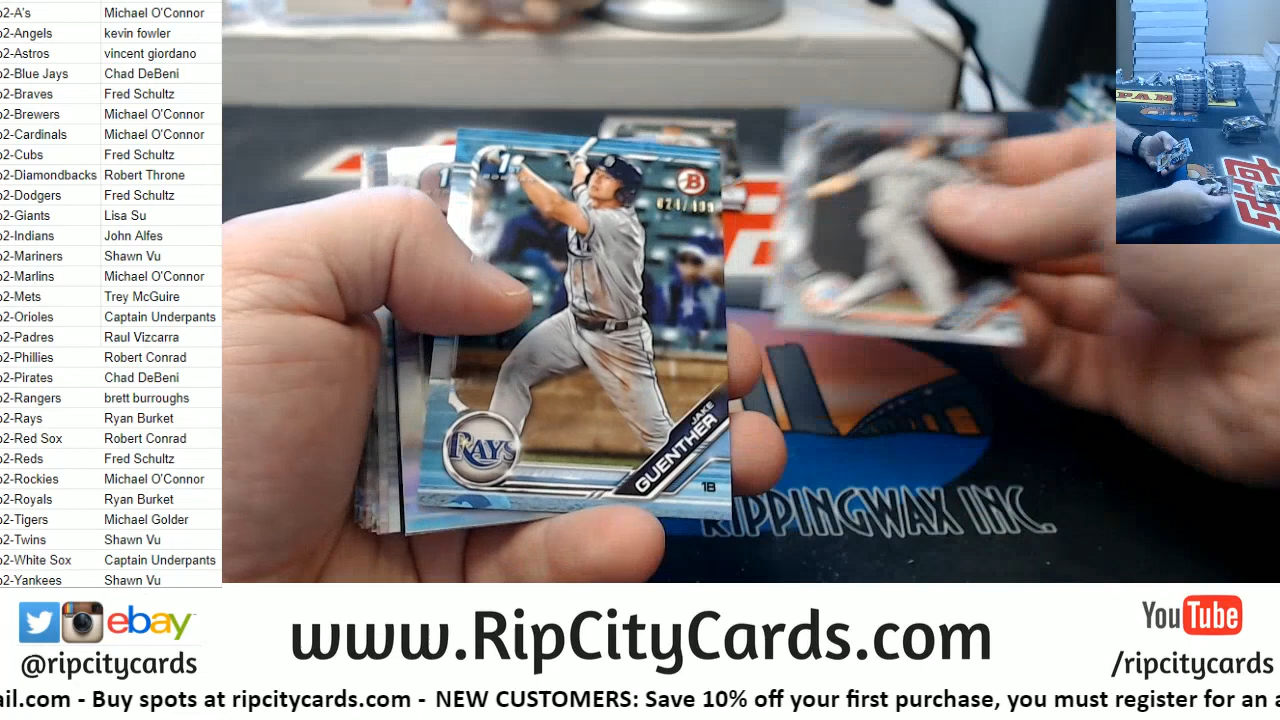 o2-A's Michael O'Connor
o2-Angels kevin fowler
o2-Astros vincent giordano
o2-Blue Jays Chad DeBeni
o2-Braves Fred Schultz
o2-Brewers Michael O'Connor
o2-Cardinals Michael O'Connor
o2-Cubs Fred Schultz
o2-Diamondbacks Robert Throne
o2-Dodgers Fred Schultz
o2-Giants Lisa Su
o2-Indians John Alfes
o2-Mariners Shawn Vu
o2-Marlins Michael O'Connor
o2-Mets Trey McGuire
o2-Orioles Captain Underpants
o2-Padres Raul Vizcarra
o2-Phillies Robert Conrad
o2-Pirates Chad DeBeni
o2-Rangers brett burroughs
o2-Rays Ryan Burket
o2-Red Sox Robert Conrad
o2-Reds Fred Schultz
o2-Rockies Michael O'Connor
o2-Royals Ryan Burket
o2-Tigers Michael Golder
o2-Twins Shawn Vu
o2-White Sox Captain Underpants
o2-Yankees Shawn Vu
1ST
B
024/499
RAYS
JAKE
GUENTHER
1B
RIPPINGWAX INC.
ebay
@ripcitycards
www.RipCityCards.com
YouTube
/ripcitycards
ail.com - Buy spots at ripcitycards.com - NEW CUSTOMERS: Save 10% off your first purchase, you must register for an a